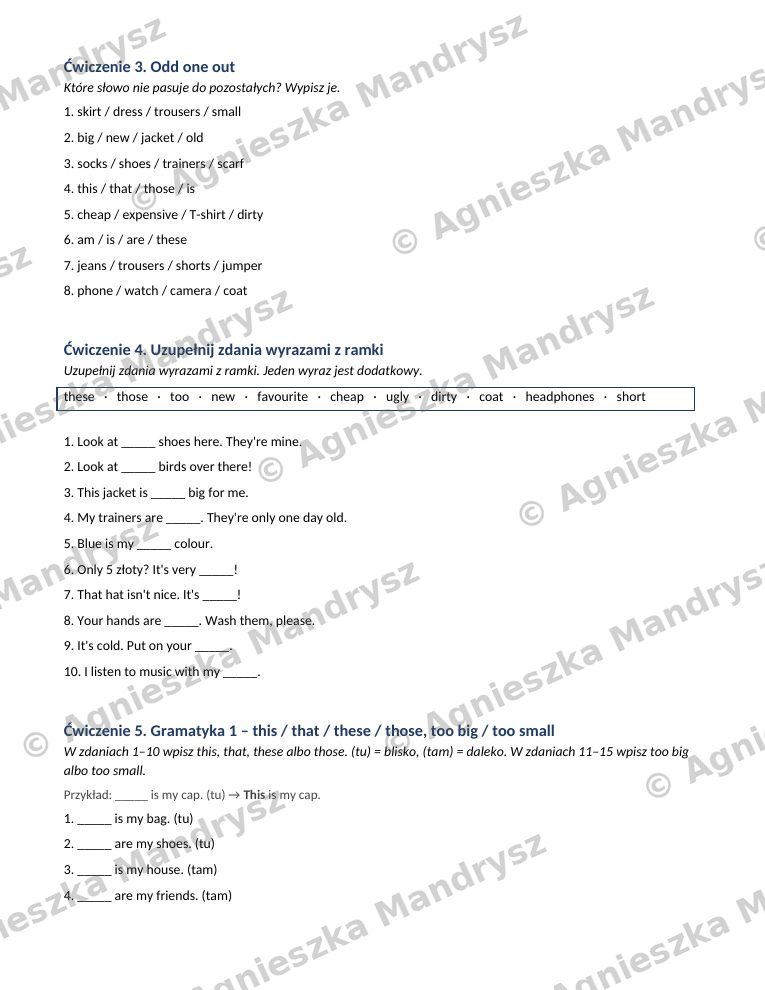 Ćwiczenie 3. Odd one out
Które słowo nie pasuje do pozostałych? Wypisz je.
1. skirt / dress / trousers / small
2. big / new / jacket / old
3. socks / shoes / trainers / scarf
4. this / that / those / is
5. cheap / expensive / T-shirt / dirty
6. am / is / are / these
7. jeans / trousers / shorts / jumper
8. phone / watch / camera / coat
Ćwiczenie 4. Uzupełnij zdania wyrazami z ramki
Uzupełnij zdania wyrazami z ramki. Jeden wyraz jest dodatkowy.
these · those · too · new · favourite · cheap · ugly · dirty · coat · headphones · short
1. Look at _____ shoes here. They're mine.
2. Look at _____ birds over there!
3. This jacket is _____ big for me.
4. My trainers are _____. They're only one day old.
5. Blue is my _____ colour.
6. Only 5 złoty? It's very _____!
7. That hat isn't nice. It's _____!
8. Your hands are _____. Wash them, please.
9. It's cold. Put on your _____.
10. I listen to music with my _____.
Ćwiczenie 5. Gramatyka 1 – this / that / these / those, too big / too small
W zdaniach 1–10 wpisz this, that, these albo those. (tu) = blisko, (tam) = daleko. W zdaniach 11–15 wpisz too big
albo too small.
Przykład: _____ is my cap. (tu) → This is my cap.
1. _____ is my bag. (tu)
2. _____ are my shoes. (tu)
3. _____ is my house. (tam)
4. _____ are my friends. (tam)
© Agnieszka Mandrysz